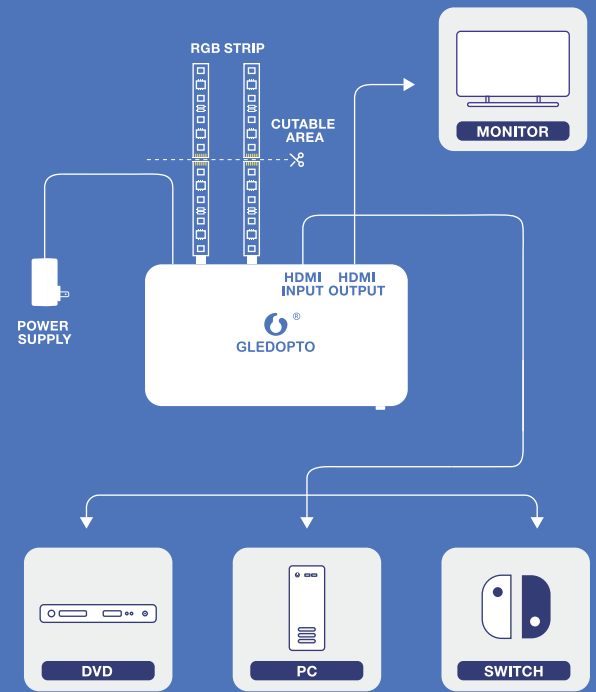 RGB STRIP
CUTABLE
AREA
MONITOR
HDMI
INPUT
HDMI
OUTPUT
POWER
SUPPLY
®
GLEDOPTO
DVD
PC
SWITCH